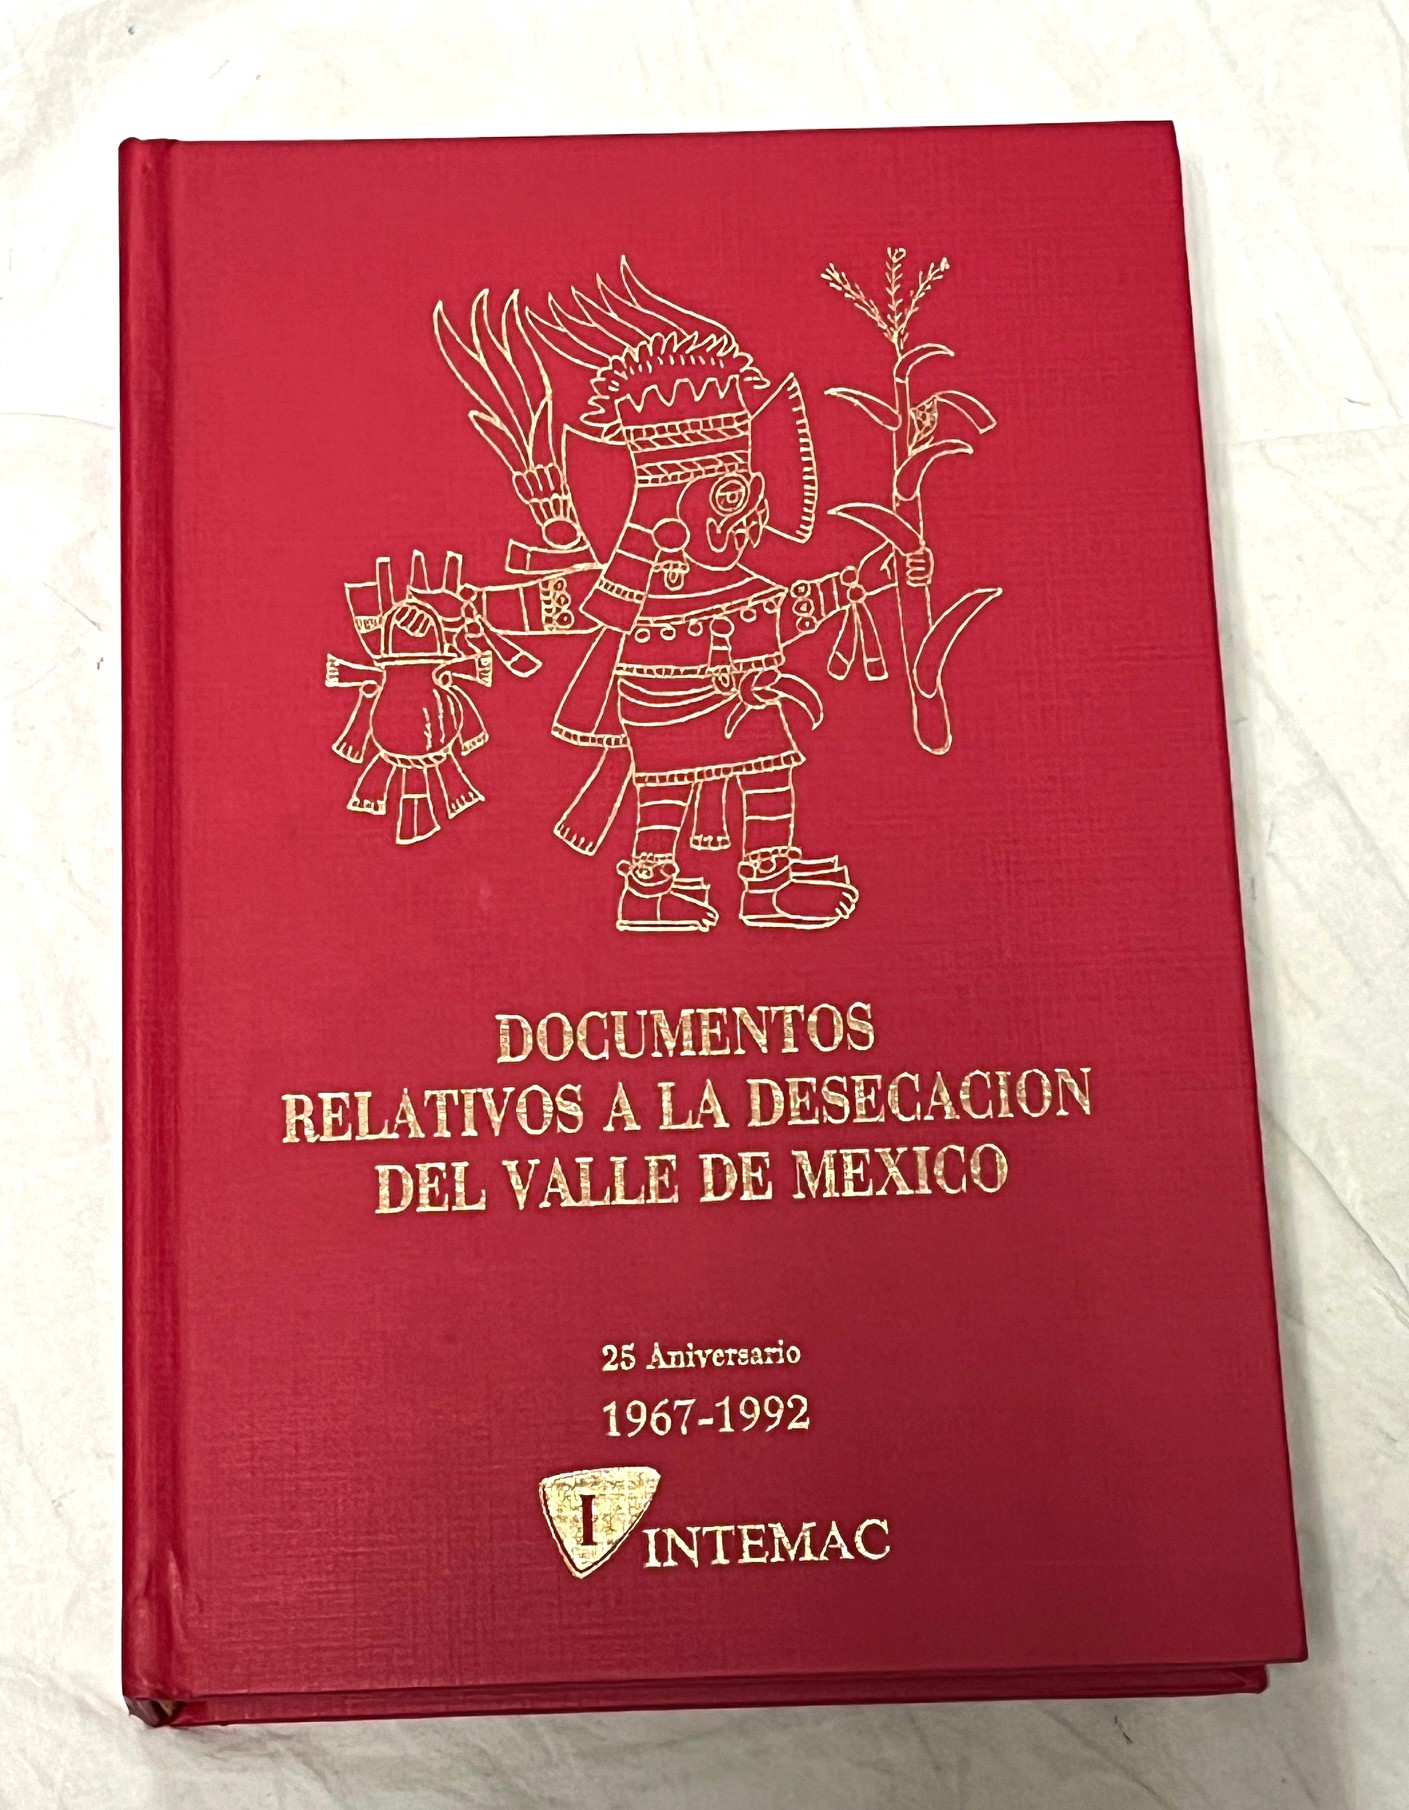 DOCUMENTOS
RELATIVOS A LA DESECACION
DEL VALLE DE MEXICO
25 Aniversario
1967-1992
I INTEMAC